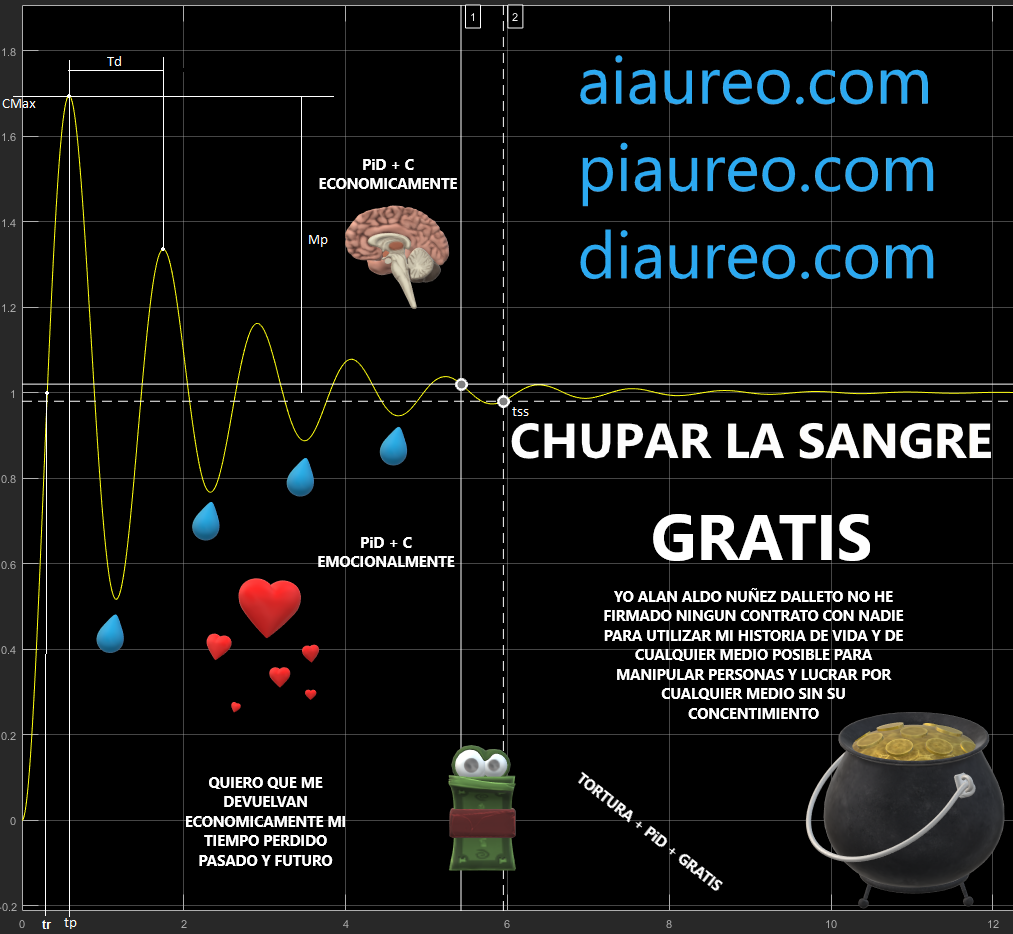 1
2
1.8
Td
aiaureo.com
CMax
1.6
PiD + C
ECONOMICAMENTE
piaureo.com
1.4
Mp
diaureo.com
1.2
1
tss
CHUPAR LA SANGRE
0.8
GRATIS
PiD + C
EMOCIONALMENTE
0.6
YO ALAN ALDO NUÑEZ DALLETO NO HE
FIRMADO NINGUN CONTRATO CON NADIE
PARA UTILIZAR MI HISTORIA DE VIDA Y DE
CUALQUIER MEDIO POSIBLE PARA
MANIPULAR PERSONAS Y LUCRAR POR
CUALQUIER MEDIO SIN SU
CONCENTIMIENTO
0.4
0.2
QUIERO QUE ME
DEVUELVAN
ECONOMICAMENTE MI
TIEMPO PERDIDO
PASADO Y FUTURO
TORTURA + PiD + GRATIS
0
-0.2
0 tr tp 2 4 6 8 10 12